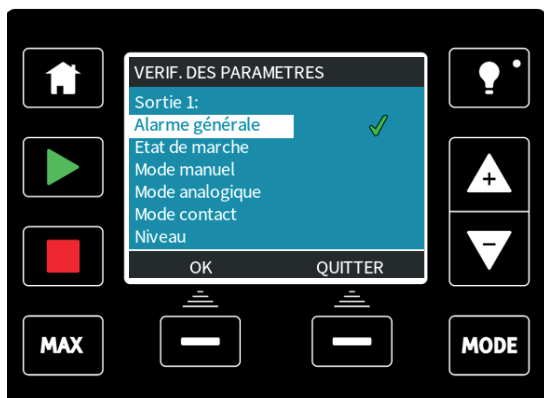 VERIF. DES PARAMETRES
Sortie 1:
Alarme générale
Etat de marche
Mode manuel
Mode analogique
Mode contact
Niveau
OK QUITTER
MAX
MODE